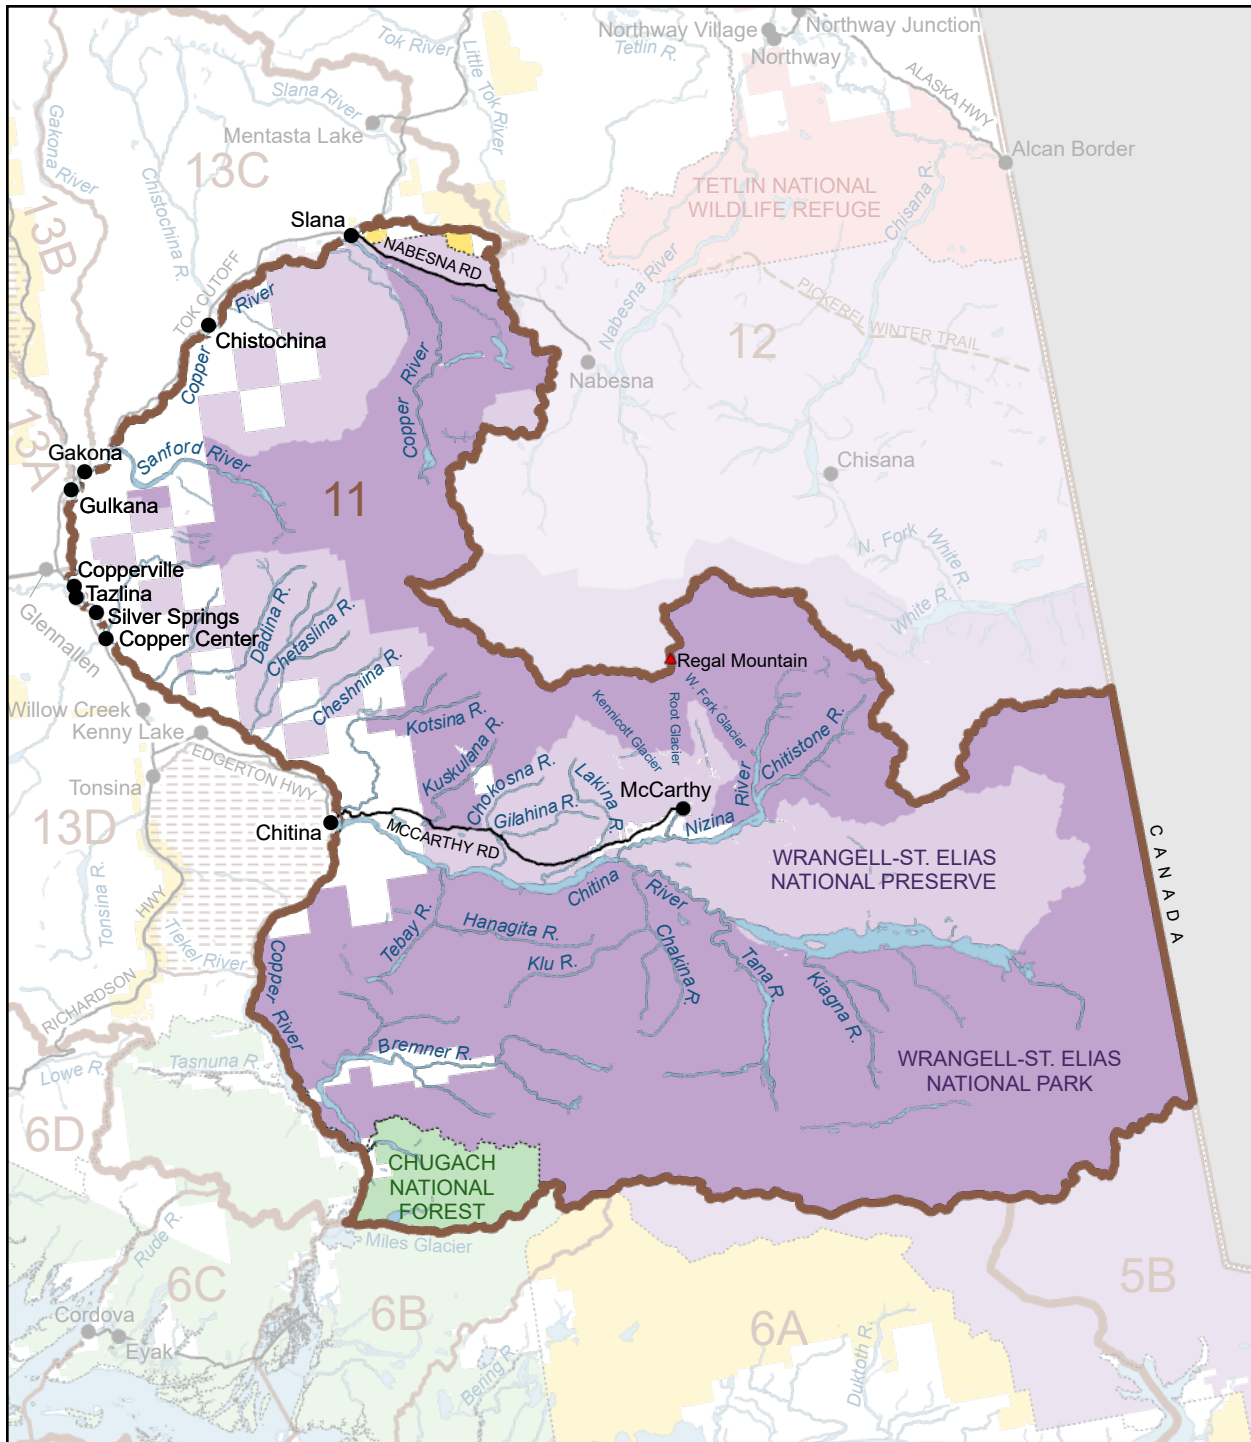 Northway Village
Northway Junction
Northway
Tok River
Tetlin R.
Little Tok River
ALASKA HWY
Slana River
Mentasta Lake
Alcan Border
Gakona River
13C
Chistochina R.
TETLIN NATIONAL
WILDLIFE REFUGE
Chisana R.
13B
Slana
NABESNA RD
TOK CUTOFF
Copper
River
Nabesna River
PICKEREL WINTER TRAIL
12
Chistochina
Copper
River
Nabesna
13A
Gakona
Sanford River
Chisana
Gulkana
11
N. Fork
White R.
Copperville
Tazlina
Silver Springs
Copper Center
Glennallen
Dadina R.
Chetaslina R.
White R.
Cheshnina R.
Regal Mountain
Willow Creek
Kenny Lake
Kotsina R.
Kennicott Glacier
Root Glacier
W. Fork Glacier
EDGERTON HWY
Tonsina
Kuskulana R.
Chokosna R.
Lakina R.
Gilahina R.
McCarthy
Nizina
River
Chitistone R.
13D
Chitina
MCCARTHY RD
CANADA
WRANGELL-ST. ELIAS
NATIONAL PRESERVE
Chitina
River
Tonsina R.
HWY
RICHARDSON
Tiekel River
Copper River
Tebay R.
Hanagita R.
Klu R.
Chakina R.
Tana R.
Kiagna R.
Lowe R.
Tasnuna R.
Bremner R.
WRANGELL-ST. ELIAS
NATIONAL PARK
6D
CHUGACH
NATIONAL
FOREST
Rude R.
Miles Glacier
6C
6B
6A
5B
Cordova
Eyak
Bering R.
Duktoth R.